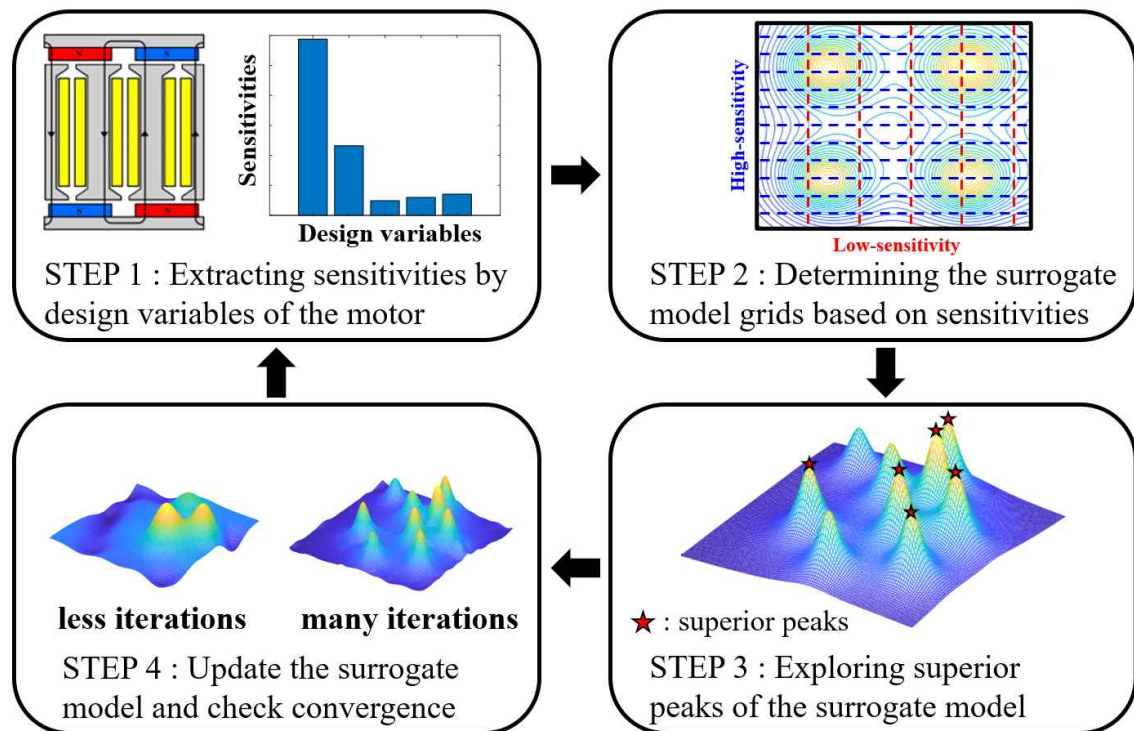 Sensitivities
Design variables
STEP 1 : Extracting sensitivities by
design variables of the motor
High-sensitivity
Low-sensitivity
STEP 2 : Determining the surrogate
model grids based on sensitivities
less iterations
many iterations
STEP 4 : Update the surrogate
model and check convergence
: superior peaks
STEP 3 : Exploring superior
peaks of the surrogate model